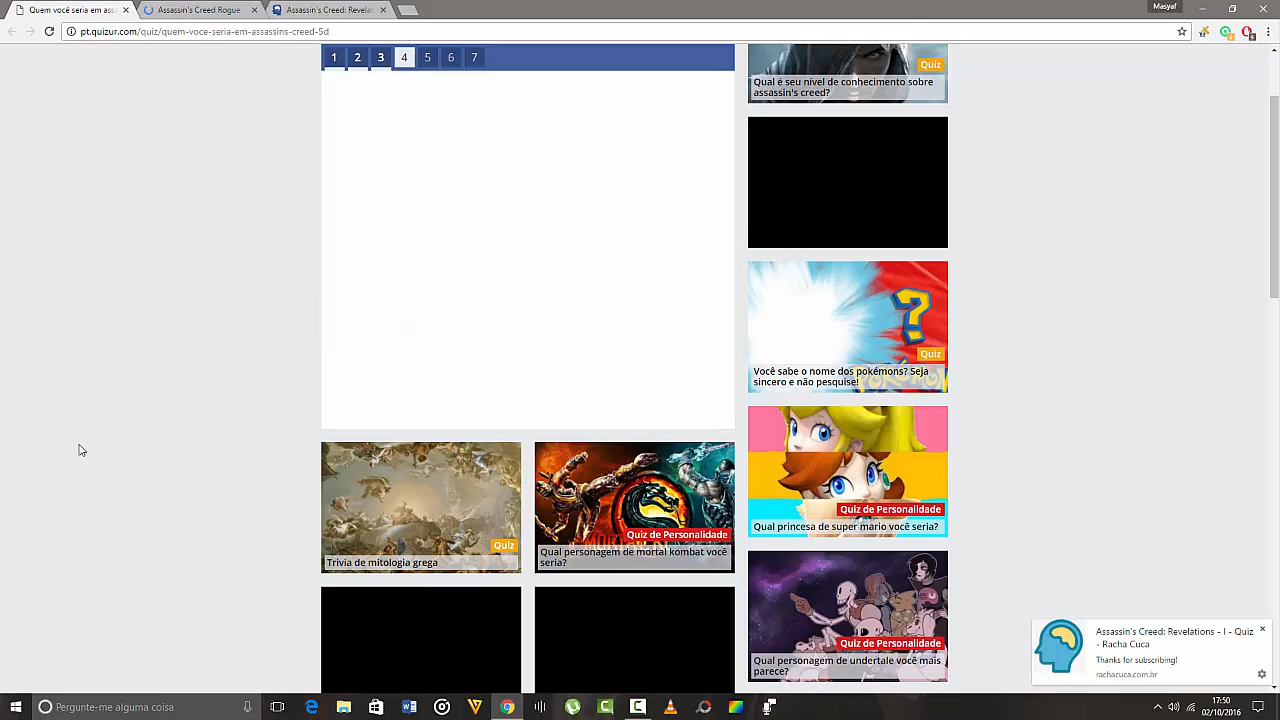 Quem você seria em ass
Assassin's Creed Rogue
Assassin's Creed: Revelat
Masyaf
pt.quizur.com/quiz/quem-voce-seria-em-assassins-creed-5d
1 2 3 4 5 6 7
Quiz
Qual é seu nível de conhecimento sobre
assassin's creed?
?
Quiz
Você sabe o nome dos pokémons? Seja
sincero e não pesquise!
Quiz de Personalidade
Qual princesa de super mario você seria?
Quiz
Trivia de mitologia grega
Quiz de Personalidade
Qual personagem de mortal kombat você
seria?
Quiz de Personalidade
Qual personagem de undertale você mais
parece?
Assassin's Creed: Revelations - I - Quiz
- Racha Cuca
Thanks for subscribing!
rachacuca.com.br
Pergunte-me alguma coisa
17:50
02/10/2016